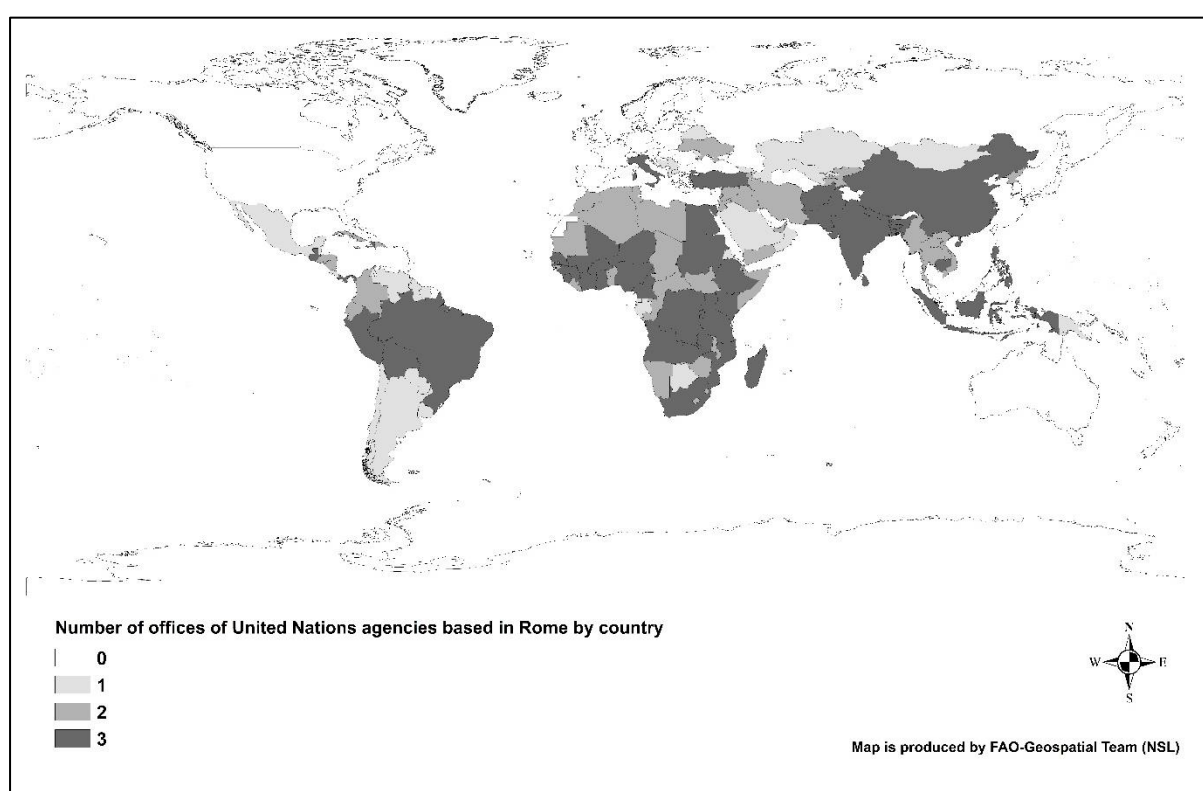 Number of offices of United Nations agencies based in Rome by country
0
1
2
3
N
W E
S
Map is produced by FAO-Geospatial Team (NSL)